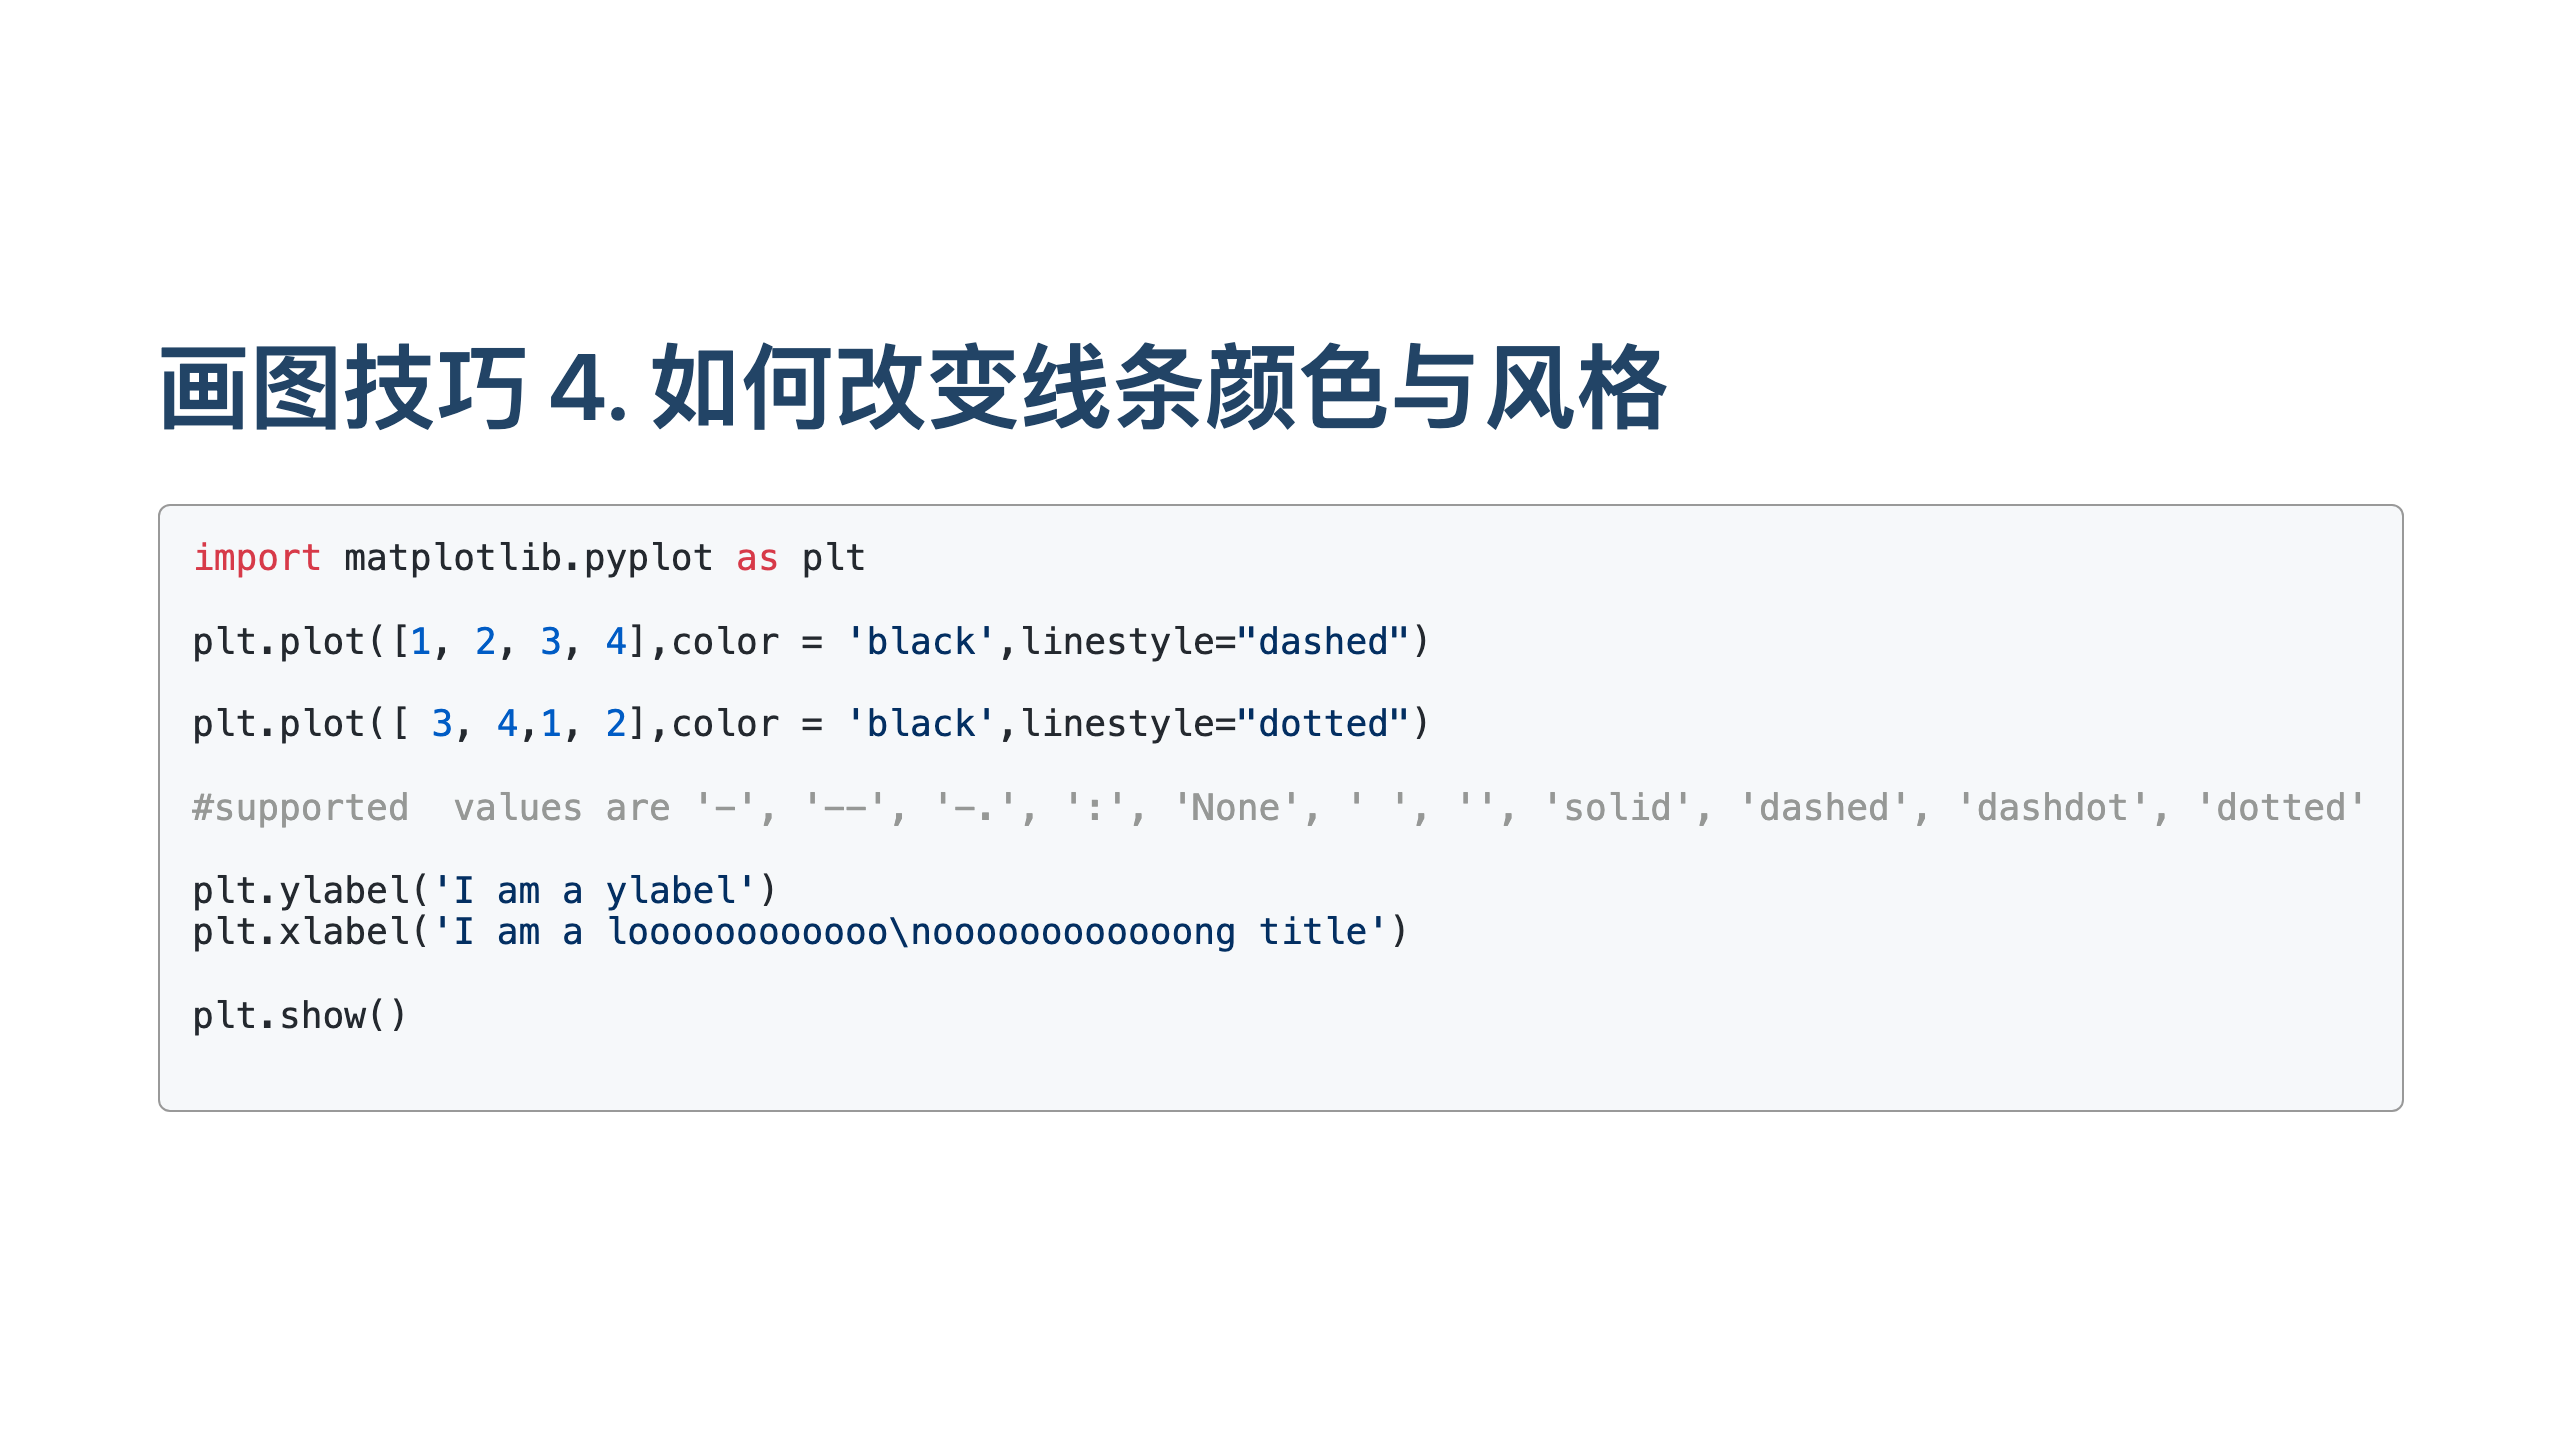 画图技巧 4. 如何改变线条颜色与风格
import matplotlib.pyplot as plt
plt.plot([1, 2, 3, 4],color = 'black',linestyle="dashed")
plt.plot([ 3, 4,1, 2],color = 'black',linestyle="dotted")
#supported  values are '-', '--', '-.', ':', 'None', ' ', '', 'solid', 'dashed', 'dashdot', 'dotted'
plt.ylabel('I am a ylabel')
plt.xlabel('I am a loooooooooooo\nooooooooooooong title')
plt.show()